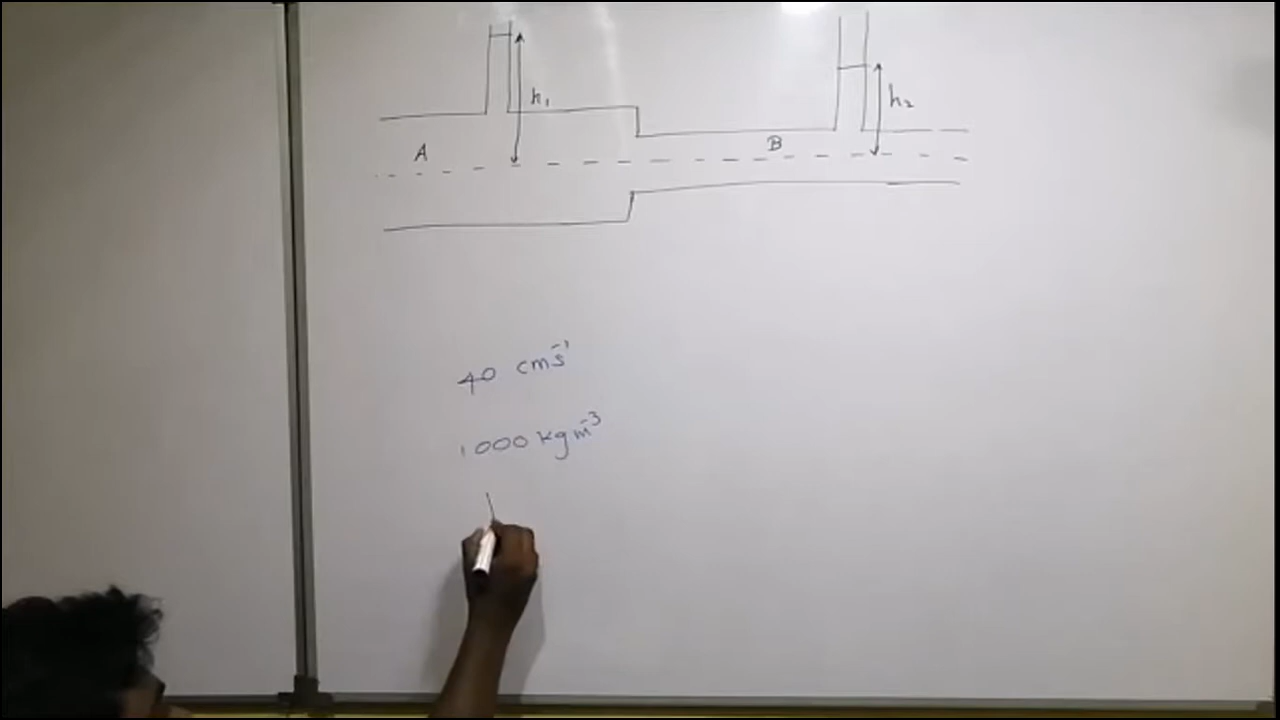 h₁
h₂
A
B
40 cms⁻¹
1000 kgm⁻³